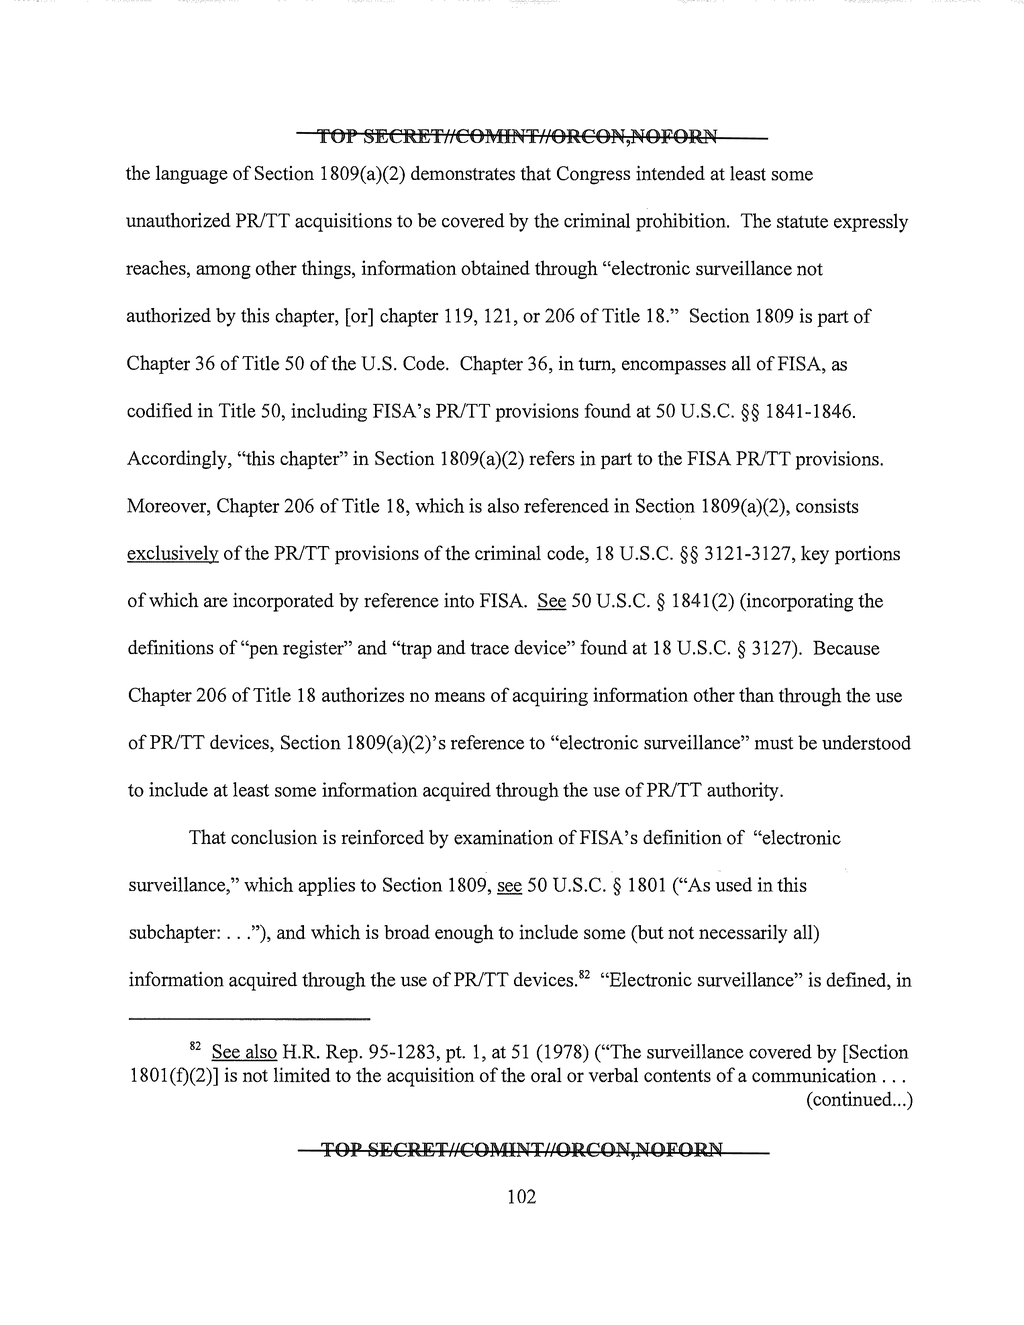 TOP SECRET//COMINT//ORCON,NOFORN
the language of Section 1809(a)(2) demonstrates that Congress intended at least some
unauthorized PR/TT acquisitions to be covered by the criminal prohibition. The statute expressly
reaches, among other things, information obtained through “electronic surveillance not
authorized by this chapter, [or] chapter 119, 121, or 206 of Title 18.” Section 1809 is part of
Chapter 36 of Title 50 of the U.S. Code. Chapter 36, in turn, encompasses all of FISA, as
codified in Title 50, including FISA’s PR/TT provisions found at 50 U.S.C. §§ 1841-1846.
Accordingly, “this chapter” in Section 1809(a)(2) refers in part to the FISA PR/TT provisions.
Moreover, Chapter 206 of Title 18, which is also referenced in Section 1809(a)(2), consists
exclusively of the PR/TT provisions of the criminal code, 18 U.S.C. §§ 3121-3127, key portions
of which are incorporated by reference into FISA. See 50 U.S.C. § 1841(2) (incorporating the
definitions of “pen register” and “trap and trace device” found at 18 U.S.C. § 3127). Because
Chapter 206 of Title 18 authorizes no means of acquiring information other than through the use
of PR/TT devices, Section 1809(a)(2)’s reference to “electronic surveillance” must be understood
to include at least some information acquired through the use of PR/TT authority.
That conclusion is reinforced by examination of FISA’s definition of “electronic
surveillance,” which applies to Section 1809, see 50 U.S.C. § 1801 (“As used in this
subchapter: . . .”), and which is broad enough to include some (but not necessarily all)
information acquired through the use of PR/TT devices.82 “Electronic surveillance” is defined, in
82 See also H.R. Rep. 95-1283, pt. 1, at 51 (1978) (“The surveillance covered by [Section
1801(f)(2)] is not limited to the acquisition of the oral or verbal contents of a communication . . .
(continued...)
TOP SECRET//COMINT//ORCON,NOFORN
102